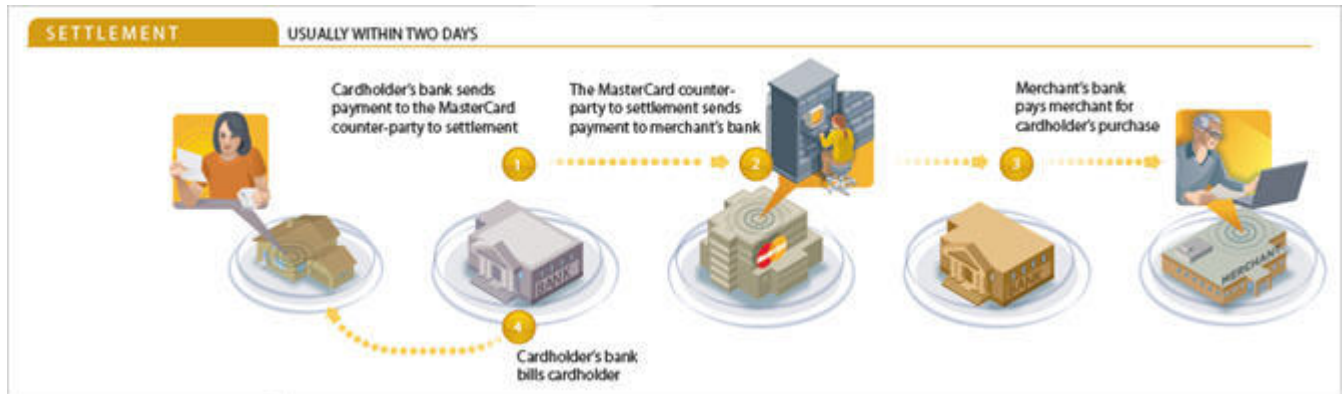 SETTLEMENT
USUALLY WITHIN TWO DAYS
Cardholder's bank sends
payment to the MasterCard
counter-party to settlement
The MasterCard counter-
party to settlement sends
payment to merchant's bank
Merchant's bank
pays merchant for
cardholder's purchase
1
2
3
BANK
BANK
MERCHANT
4
Cardholder's bank
bills cardholder